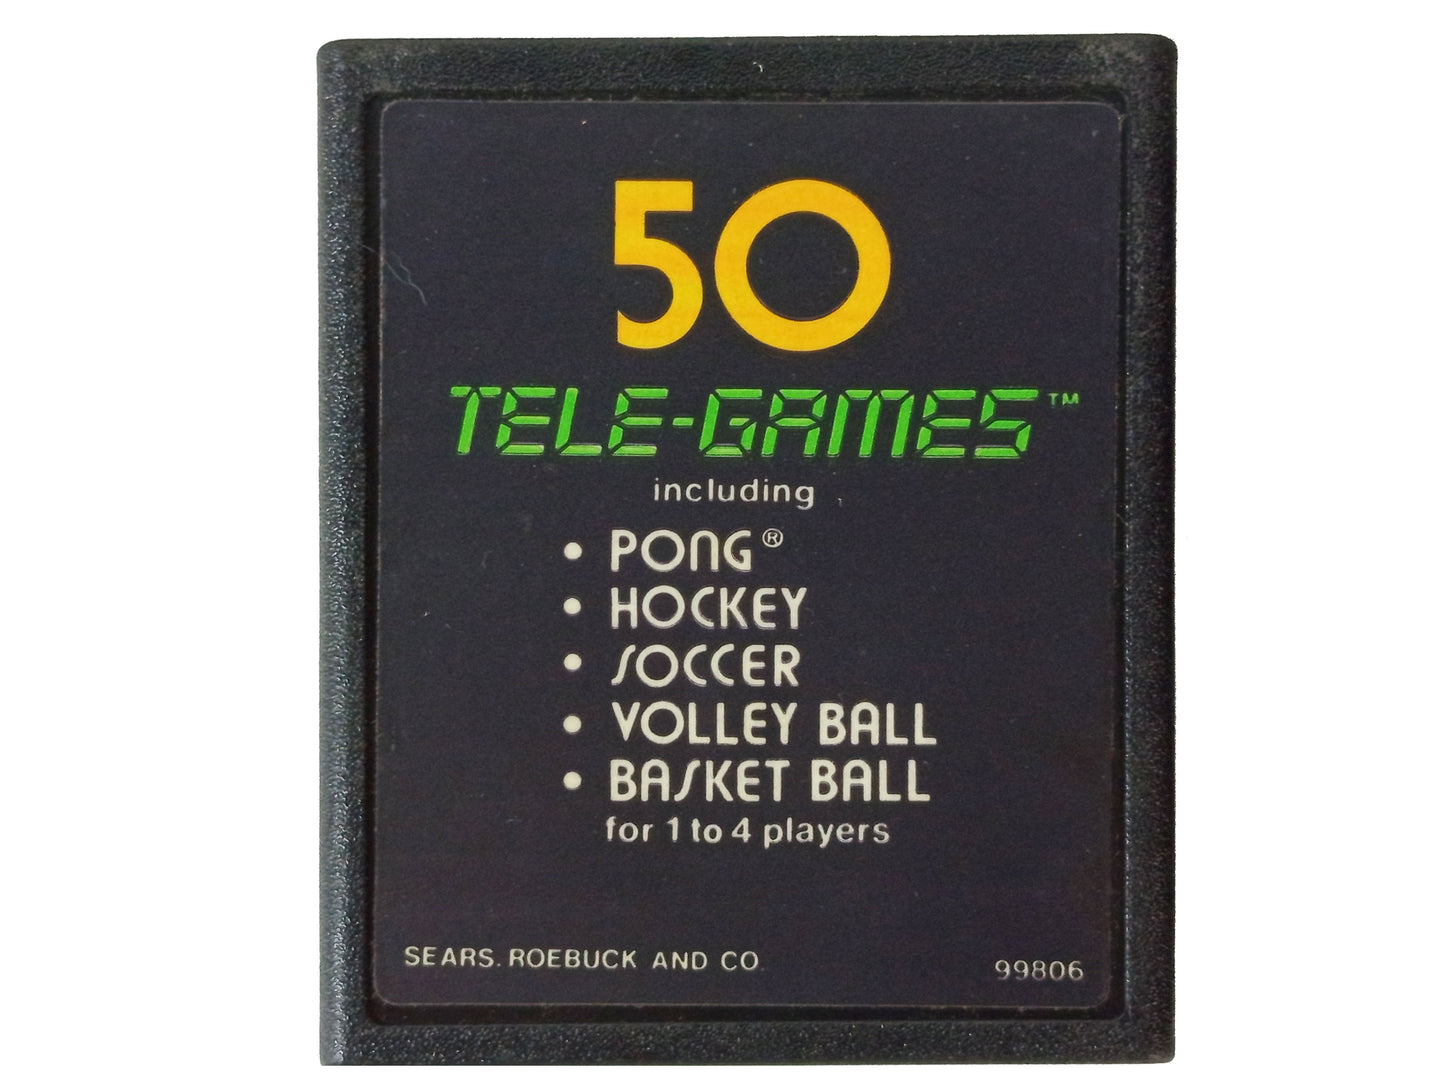 50
TELE-GAMES™
including
• PONG®
• HOCKEY
• SOCCER
• VOLLEY BALL
• BASKET BALL
for 1 to 4 players
SEARS. ROEBUCK AND CO
99806